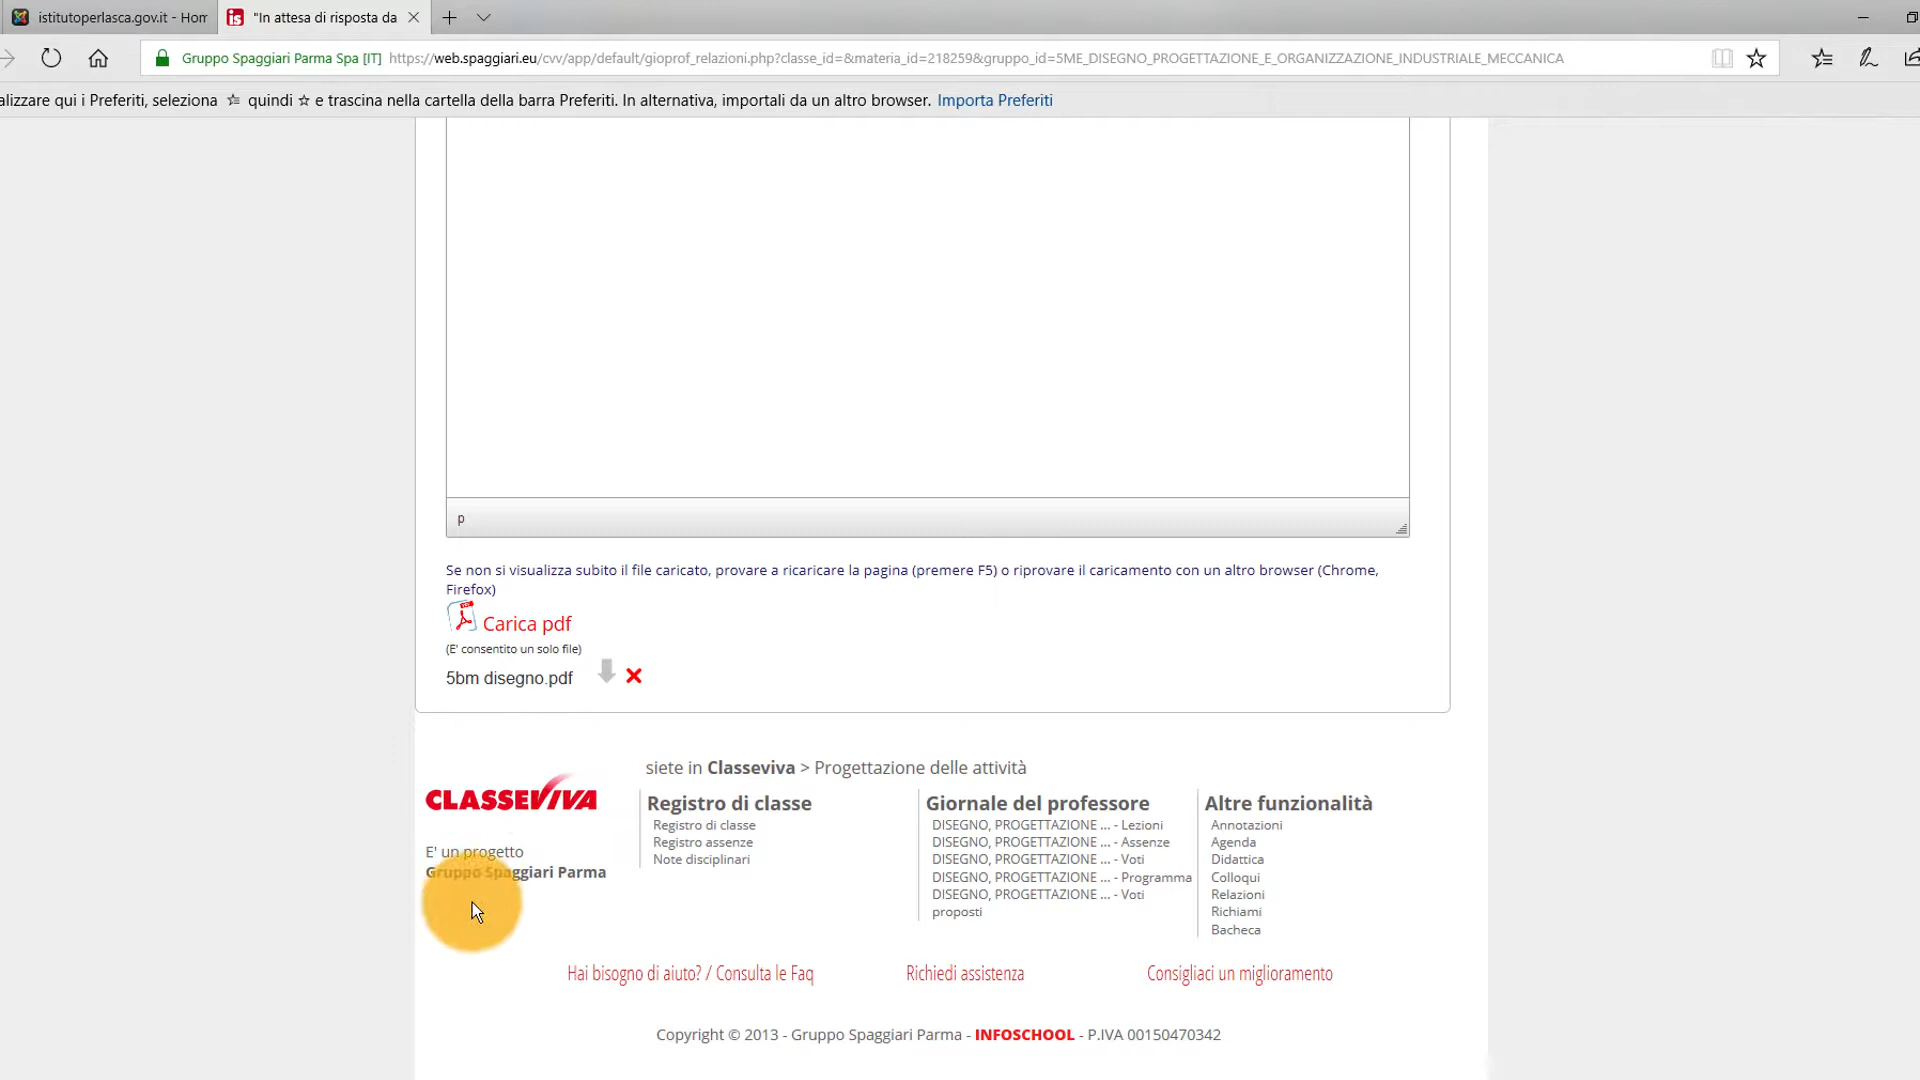 istitutoperlasca.gov.it - Hom
"In attesa di risposta da
Gruppo Spaggiari Parma Spa [IT] https://web.spaggiari.eu/cvv/app/default/gioprof_relazioni.php?classe_id=&materia_id=218259&gruppo_id=5ME_DISEGNO_PROGETTAZIONE_E_ORGANIZZAZIONE_INDUSTRIALE_MECCANICA
alizzare qui i Preferiti, seleziona quindi e trascina nella cartella della barra Preferiti. In alternativa, importali da un altro browser. Importa Preferiti
p
Se non si visualizza subito il file caricato, provare a ricaricare la pagina (premere F5) o riprovare il caricamento con un altro browser (Chrome,
Firefox)
Carica pdf
(E' consentito un solo file)
5bm disegno.pdf
siete in Classeviva > Progettazione delle attività
CLASSEVIVA
E' un progetto
Gruppo Spaggiari Parma
Registro di classe
Registro di classe
Registro assenze
Note disciplinari
Giornale del professore
DISEGNO, PROGETTAZIONE ... - Lezioni
DISEGNO, PROGETTAZIONE ... - Assenze
DISEGNO, PROGETTAZIONE ... - Voti
DISEGNO, PROGETTAZIONE ... - Programma
DISEGNO, PROGETTAZIONE ... - Voti
proposti
Altre funzionalità
Annotazioni
Agenda
Didattica
Colloqui
Relazioni
Richiami
Bacheca
Hai bisogno di aiuto? / Consulta le Faq
Richiedi assistenza
Consigliaci un miglioramento
Copyright © 2013 - Gruppo Spaggiari Parma - INFOSCHOOL - P.IVA 00150470342